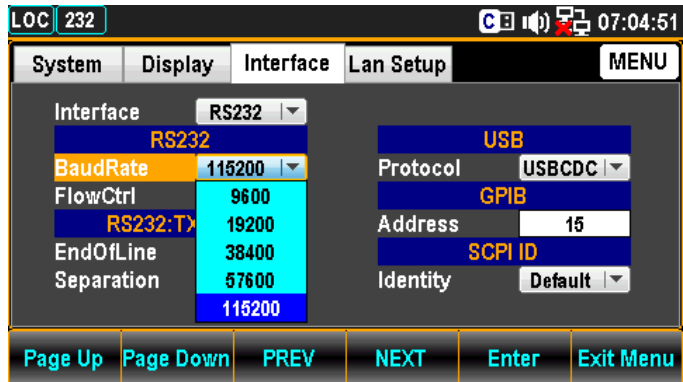 LOC 232 C 07:04:51
System Display Interface Lan Setup MENU
Interface RS232
RS232 USB
BaudRate 115200 Protocol USBCDC
FlowCtrl 9600 GPIB
RS232:TX 19200 Address 15
EndOfLine 38400 SCPI ID
Separation 57600 Identity Default
115200
Page Up Page Down PREV NEXT Enter Exit Menu